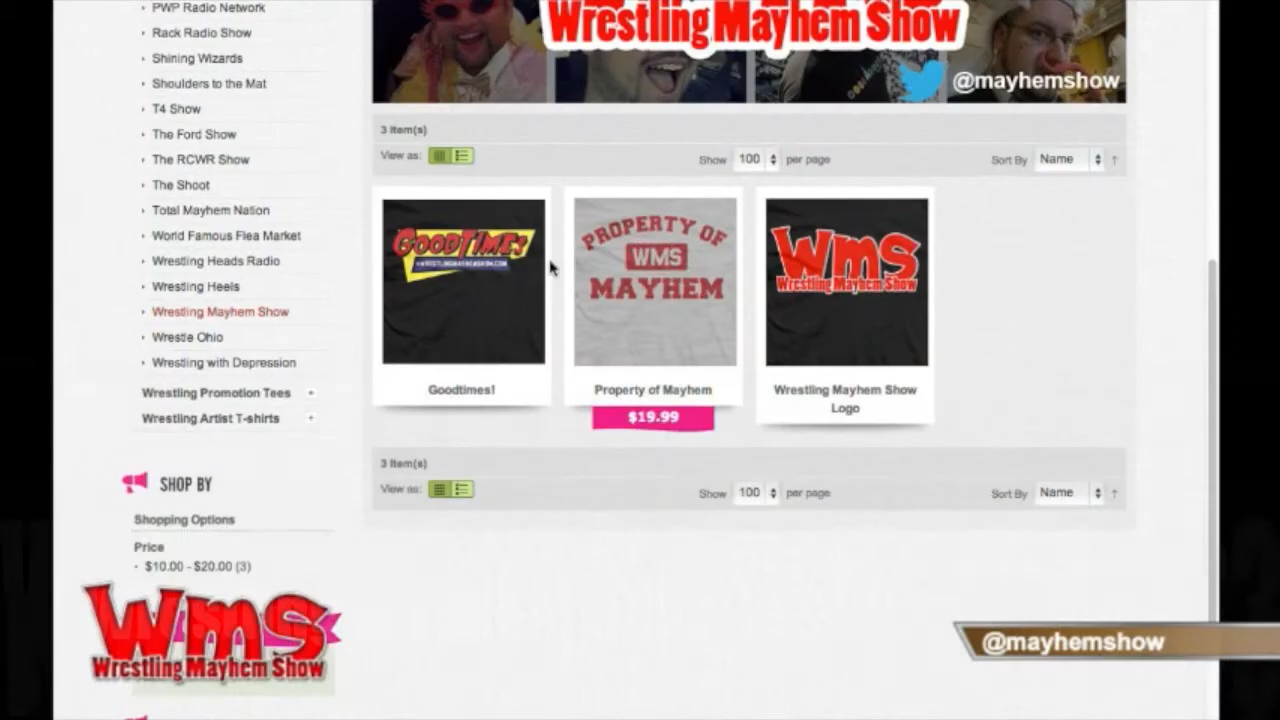 PWP Radio Network
Rack Radio Show
Shining Wizards
Shoulders to the Mat
T4 Show
The Ford Show
The RCWR Show
The Shoot
Total Mayhem Nation
World Famous Flea Market
Wrestling Heads Radio
Wrestling Heels
Wrestling Mayhem Show
Wrestle Ohio
Wrestling with Depression
Wrestling Promotion Tees +
Wrestling Artist T-shirts +
SHOP BY
Shopping Options
Price
$10.00 - $20.00 (3)
WMS
Wrestling Mayhem Show
Wrestling Mayhem Show
@mayhemshow
3 Item(s)
View as:
Show 100 per page
Sort By Name
GOODTIMES
WRESTLINGMAYHEMSHOW.COM
Goodtimes!
PROPERTY OF
WMS
MAYHEM
Property of Mayhem
$19.99
WMS
Wrestling Mayhem Show
Wrestling Mayhem Show
Logo
3 Item(s)
View as:
Show 100 per page
Sort By Name
@mayhemshow